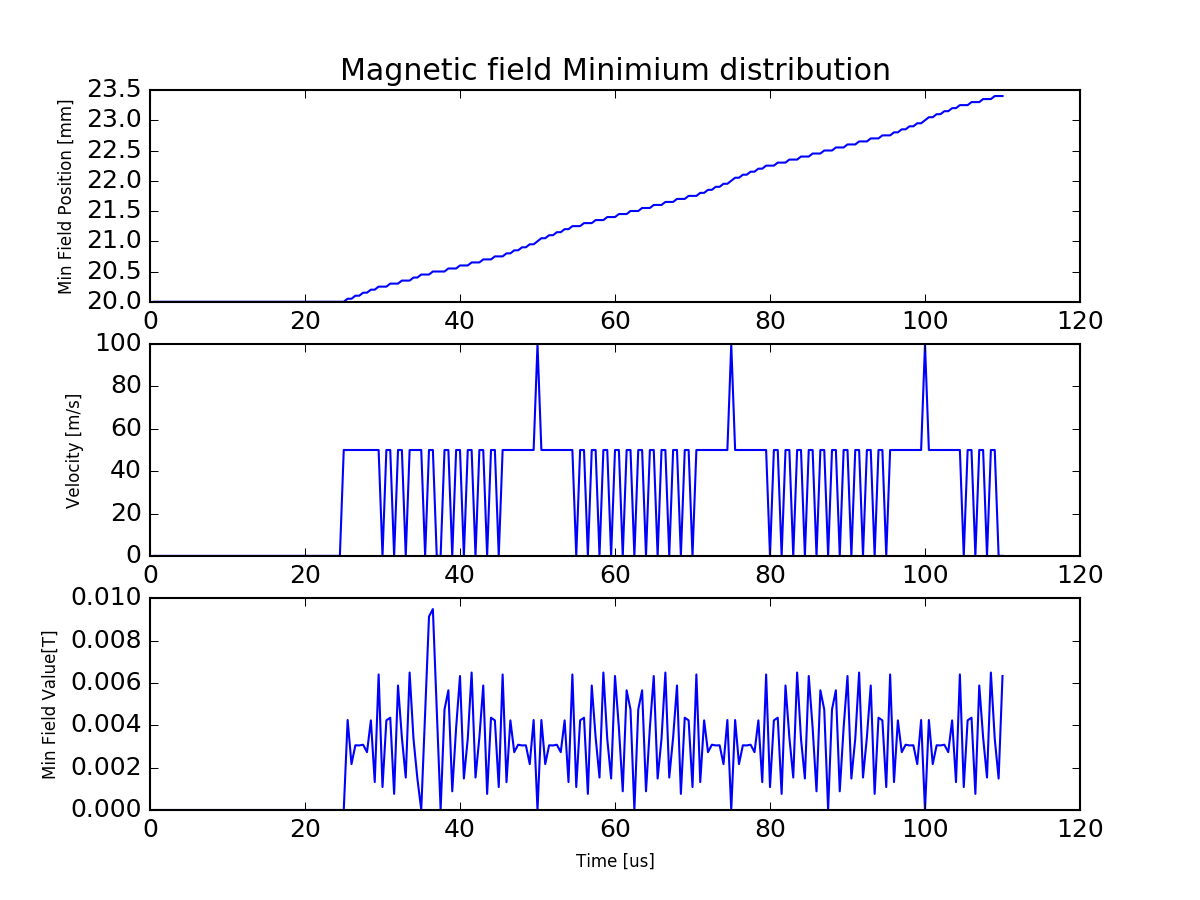 Magnetic field Minimium distribution
23.5
23.0
22.5
22.0
21.5
21.0
20.5
20.0
Min Field Position [mm]
0 20 40 60 80 100 120
100
80
60
40
20
0
Velocity [m/s]
0 20 40 60 80 100 120
0.010
0.008
0.006
0.004
0.002
0.000
Min Field Value[T]
0 20 40 60 80 100 120
Time [us]